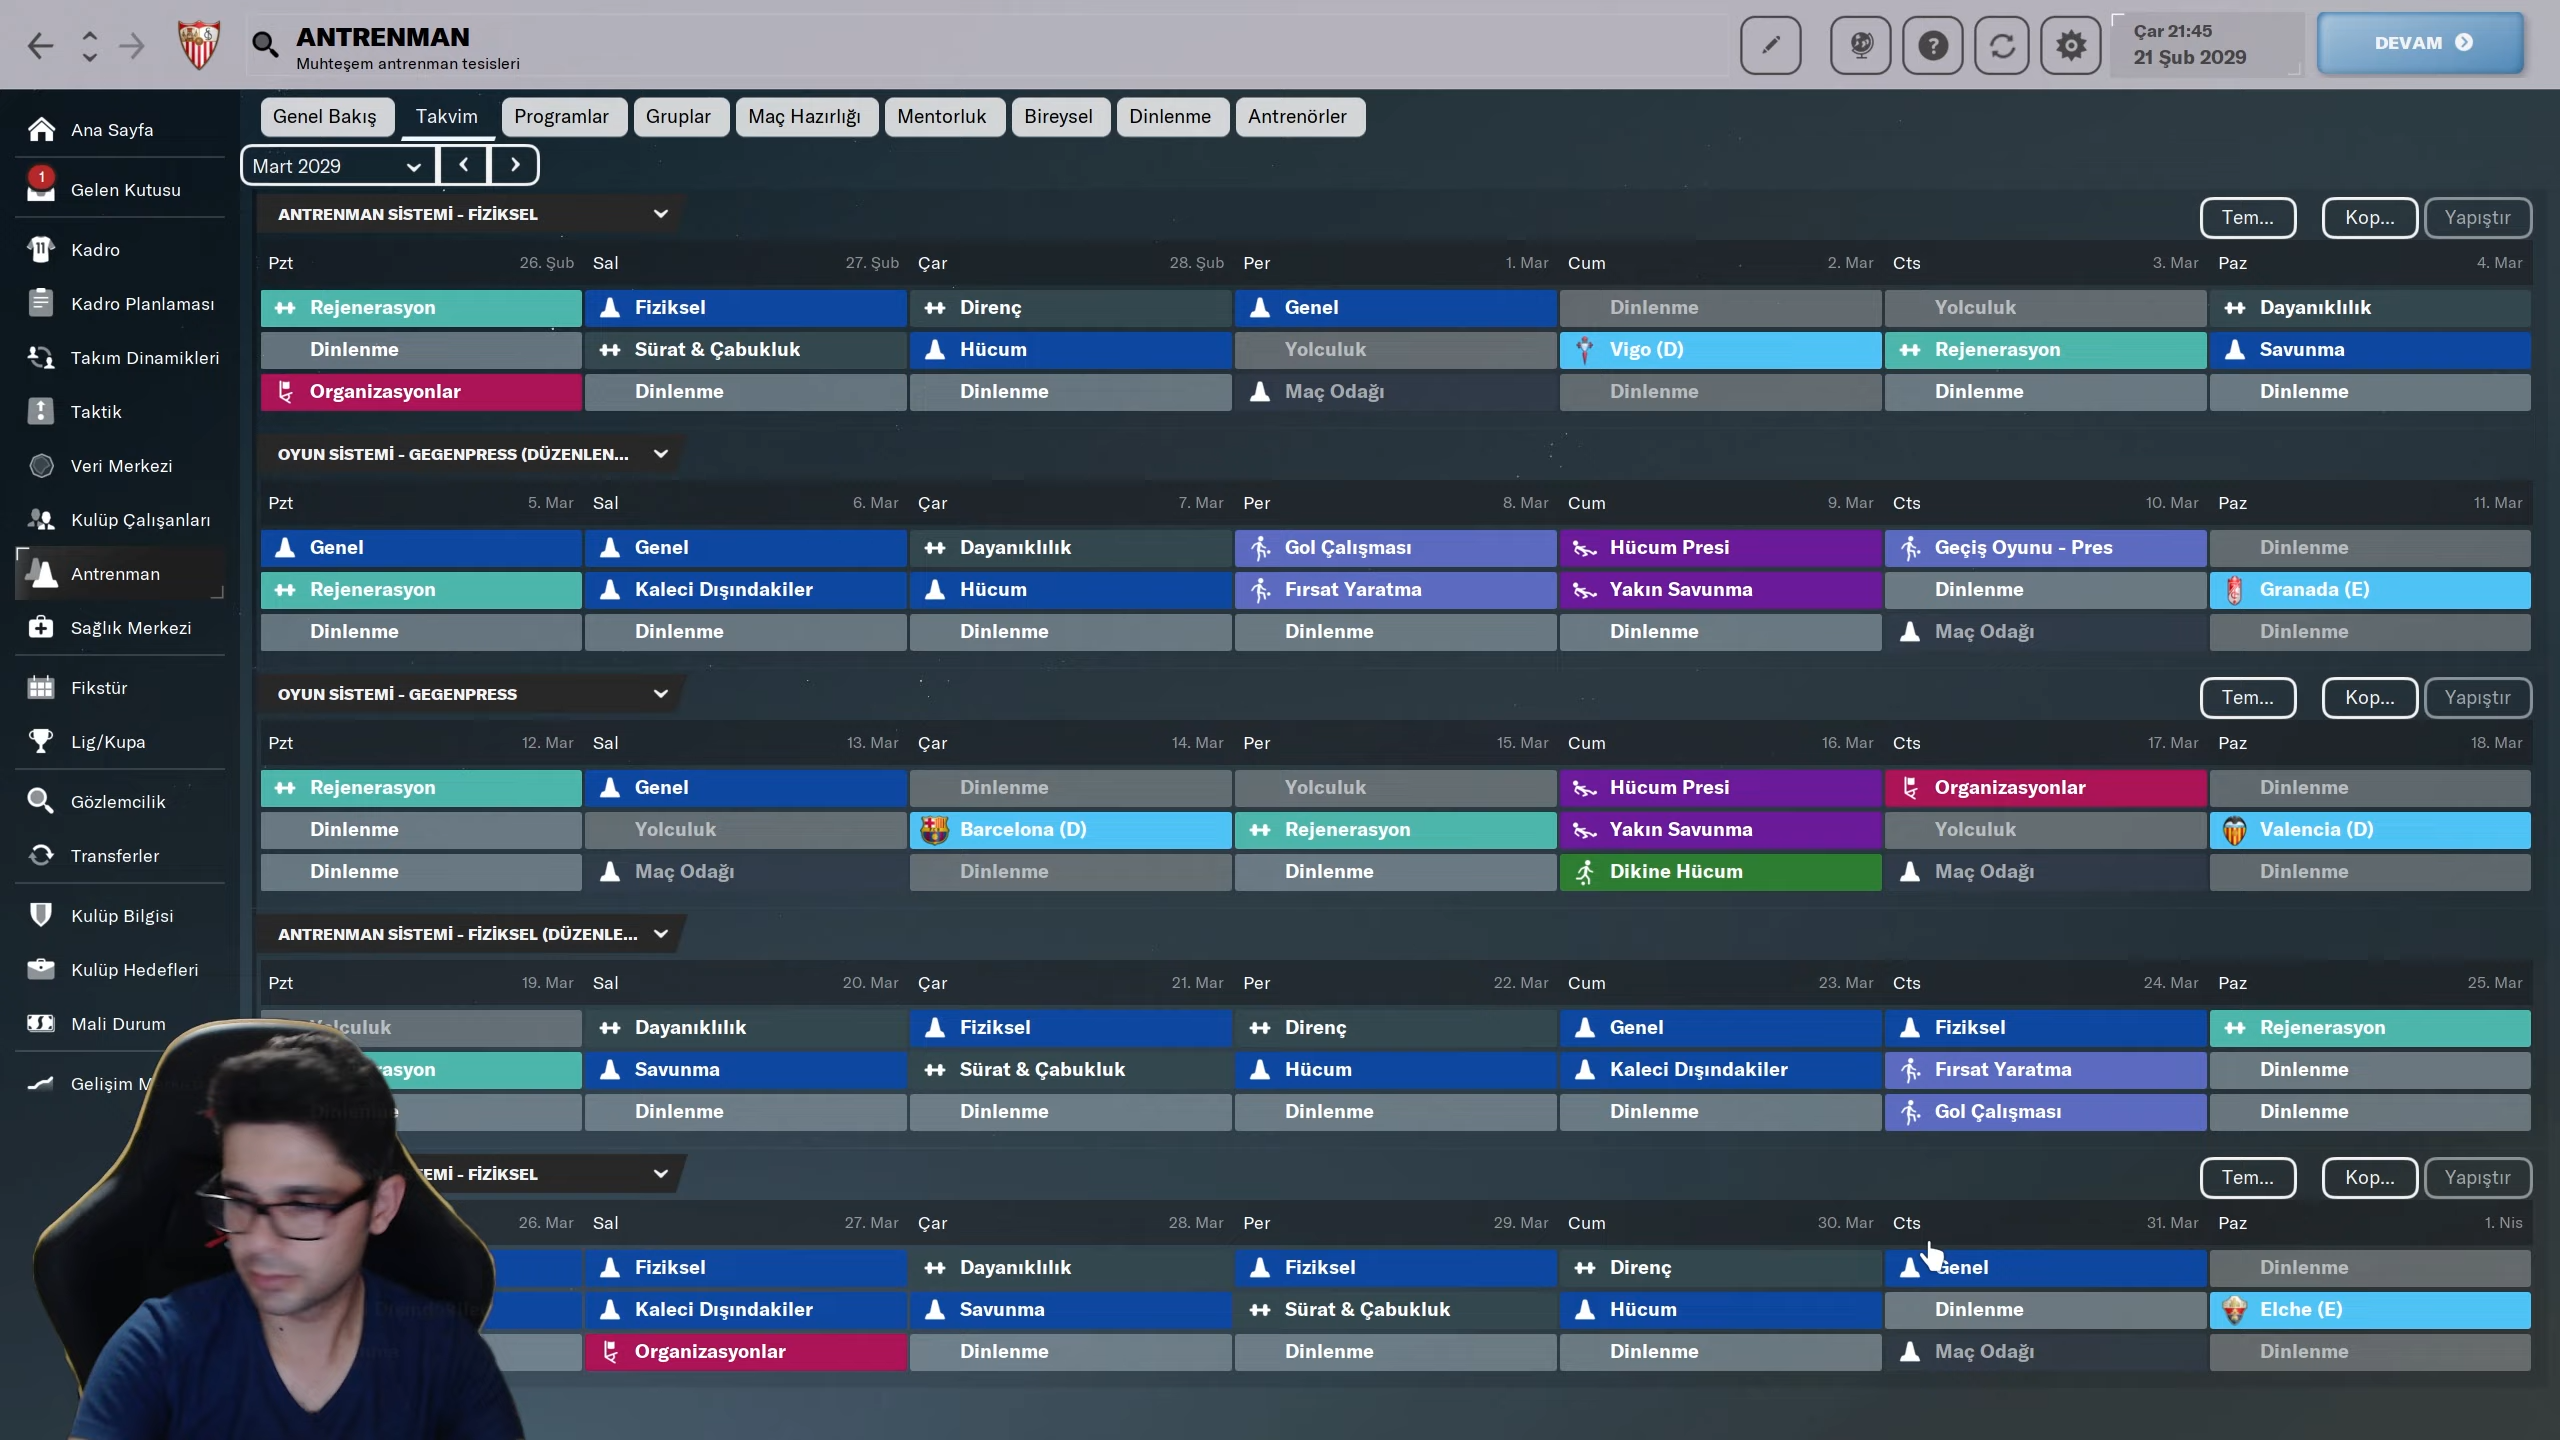 ANTRENMAN
Muhteşem antrenman tesisleri
Çar 21:45
21 Şub 2029
DEVAM
Ana Sayfa
1
Gelen Kutusu
Kadro
Kadro Planlaması
Takım Dinamikleri
Taktik
Veri Merkezi
Kulüp Çalışanları
Antrenman
Sağlık Merkezi
Fikstür
Lig/Kupa
Gözlemcilik
Transferler
Kulüp Bilgisi
Kulüp Hedefleri
Mali Durum
Gelişim
Genel Bakış Takvim Programlar Gruplar Maç Hazırlığı Mentorluk Bireysel Dinlenme Antrenörler
Mart 2029
ANTRENMAN SİSTEMİ - FİZİKSEL Tem... Kop... Yapıştır
Pzt 26. Şub Sal 27. Şub Çar 28. Şub Per 1. Mar Cum 2. Mar Cts 3. Mar Paz 4. Mar
Rejenerasyon Fiziksel Direnç Genel Dinlenme Yolculuk Dayanıklılık
Dinlenme Sürat & Çabukluk Hücum Yolculuk Vigo (D) Rejenerasyon Savunma
Organizasyonlar Dinlenme Dinlenme Maç Odağı Dinlenme Dinlenme Dinlenme
OYUN SİSTEMİ - GEGENPRESS (DÜZENLEN...
Pzt 5. Mar Sal 6. Mar Çar 7. Mar Per 8. Mar Cum 9. Mar Cts 10. Mar Paz 11. Mar
Genel Genel Dayanıklılık Gol Çalışması Hücum Presi Geçiş Oyunu - Pres Dinlenme
Rejenerasyon Kaleci Dışındakiler Hücum Fırsat Yaratma Yakın Savunma Dinlenme Granada (E)
Dinlenme Dinlenme Dinlenme Dinlenme Dinlenme Maç Odağı Dinlenme
OYUN SİSTEMİ - GEGENPRESS Tem... Kop... Yapıştır
Pzt 12. Mar Sal 13. Mar Çar 14. Mar Per 15. Mar Cum 16. Mar Cts 17. Mar Paz 18. Mar
Rejenerasyon Genel Dinlenme Yolculuk Hücum Presi Organizasyonlar Dinlenme
Dinlenme Yolculuk Barcelona (D) Rejenerasyon Yakın Savunma Yolculuk Valencia (D)
Dinlenme Maç Odağı Dinlenme Dinlenme Dikine Hücum Maç Odağı Dinlenme
ANTRENMAN SİSTEMİ - FİZİKSEL (DÜZENLE...
Pzt 19. Mar Sal 20. Mar Çar 21. Mar Per 22. Mar Cum 23. Mar Cts 24. Mar Paz 25. Mar
Yolculuk Dayanıklılık Fiziksel Direnç Genel Fiziksel Rejenerasyon
asyon Savunma Sürat & Çabukluk Hücum Kaleci Dışındakiler Fırsat Yaratma Dinlenme
Dinlenme Dinlenme Dinlenme Dinlenme Gol Çalışması Dinlenme
EMİ - FİZİKSEL Tem... Kop... Yapıştır
26. Mar Sal 27. Mar Çar 28. Mar Per 29. Mar Cum 30. Mar Cts 31. Mar Paz 1. Nis
Fiziksel Dayanıklılık Fiziksel Direnç Genel Dinlenme
Kaleci Dışındakiler Savunma Sürat & Çabukluk Hücum Dinlenme Elche (E)
Organizasyonlar Dinlenme Dinlenme Dinlenme Maç Odağı Dinlenme